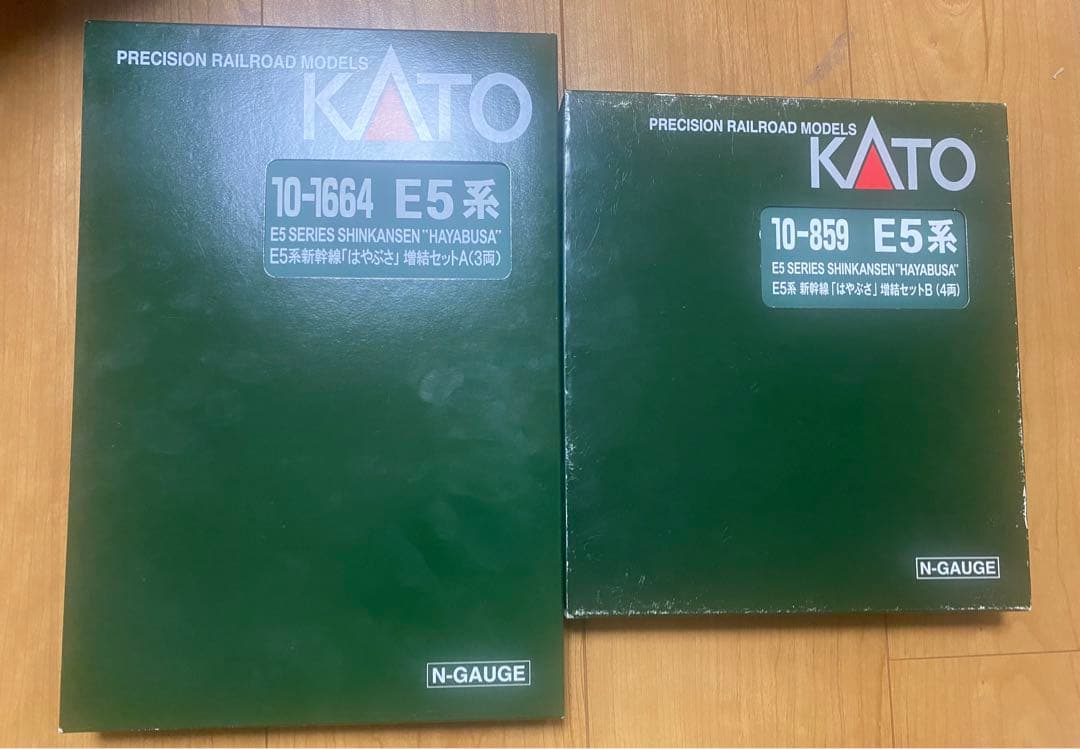 PRECISION RAILROAD MODELS
KATO
10-1664 E5系
E5 SERIES SHINKANSEN "HAYABUSA"
E5系新幹線「はやぶさ」増結セットA(3両)
N-GAUGE
PRECISION RAILROAD MODELS
KATO
10-859 E5系
E5 SERIES SHINKANSEN "HAYABUSA"
E5系 新幹線「はやぶさ」増結セットB(4両)
N-GAUGE